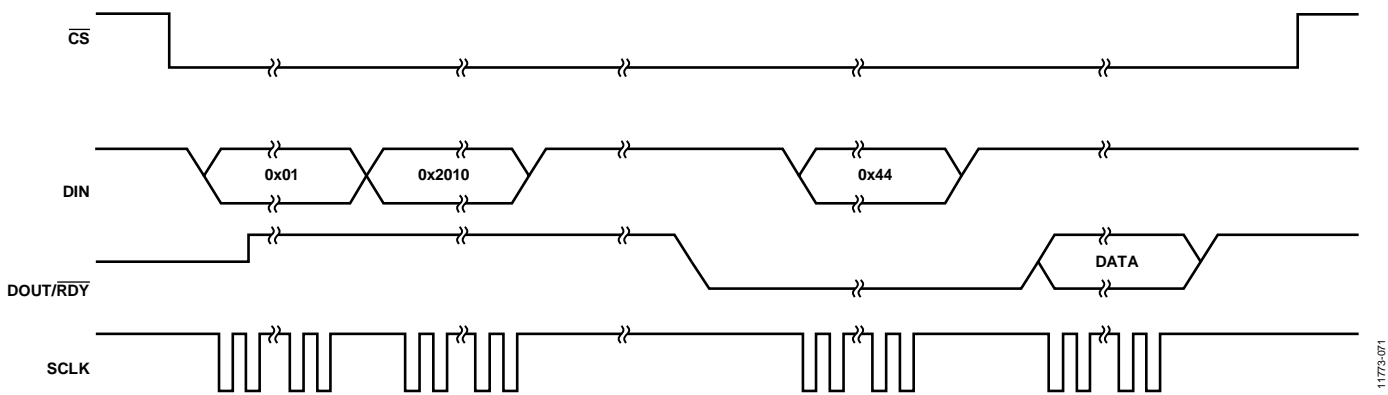 CS
DIN
0x01
0x2010
0x44
DOUT/RDY
DATA
SCLK
11773-071